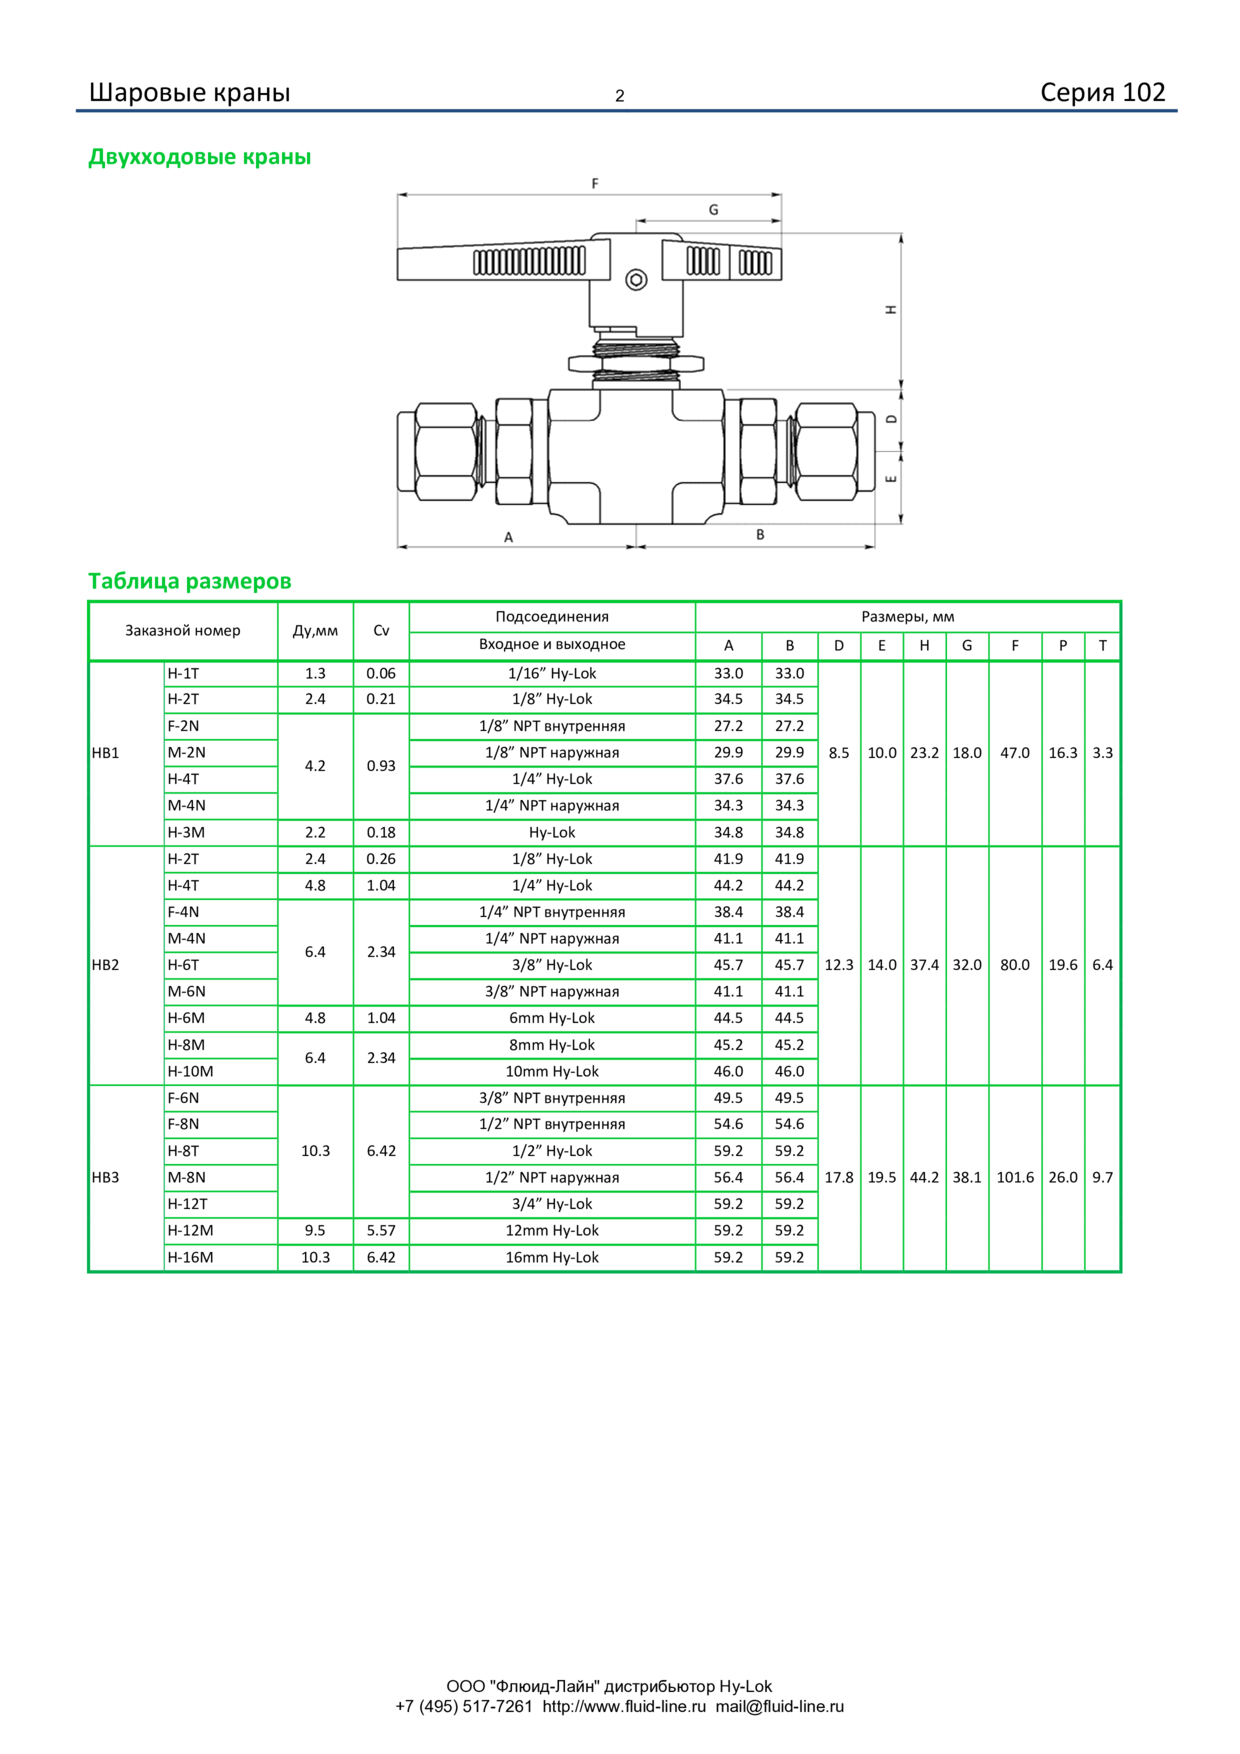 Шаровые краны 2 Серия 102
Двухходовые краны
F
G
H
D
E
A B
Таблица размеров
Заказной номер Ду,мм Cv Подсоединения Размеры, мм
Входное и выходное A B D E H G F P T
HB1 8.5 10.0 23.2 18.0 47.0 16.3 3.3
H-1T 1.3 0.06 1/16” Hy-Lok 33.0 33.0
H-2T 2.4 0.21 1/8” Hy-Lok 34.5 34.5
F-2N 4.2 0.93 1/8” NPT внутренняя 27.2 27.2
M-2N 1/8” NPT наружная 29.9 29.9
H-4T 1/4” Hy-Lok 37.6 37.6
M-4N 1/4” NPT наружная 34.3 34.3
H-3M 2.2 0.18 Hy-Lok 34.8 34.8
HB2 12.3 14.0 37.4 32.0 80.0 19.6 6.4
H-2T 2.4 0.26 1/8” Hy-Lok 41.9 41.9
H-4T 4.8 1.04 1/4” Hy-Lok 44.2 44.2
F-4N 6.4 2.34 1/4” NPT внутренняя 38.4 38.4
M-4N 1/4” NPT наружная 41.1 41.1
H-6T 3/8” Hy-Lok 45.7 45.7
M-6N 3/8” NPT наружная 41.1 41.1
H-6M 4.8 1.04 6mm Hy-Lok 44.5 44.5
H-8M 6.4 2.34 8mm Hy-Lok 45.2 45.2
H-10M 10mm Hy-Lok 46.0 46.0
HB3 17.8 19.5 44.2 38.1 101.6 26.0 9.7
F-6N 10.3 6.42 3/8” NPT внутренняя 49.5 49.5
F-8N 1/2” NPT внутренняя 54.6 54.6
H-8T 1/2” Hy-Lok 59.2 59.2
M-8N 1/2” NPT наружная 56.4 56.4
H-12T 3/4” Hy-Lok 59.2 59.2
H-12M 9.5 5.57 12mm Hy-Lok 59.2 59.2
H-16M 10.3 6.42 16mm Hy-Lok 59.2 59.2
ООО "Флюид-Лайн" дистрибьютор Hy-Lok
+7 (495) 517-7261 http://www.fluid-line.ru mail@fluid-line.ru